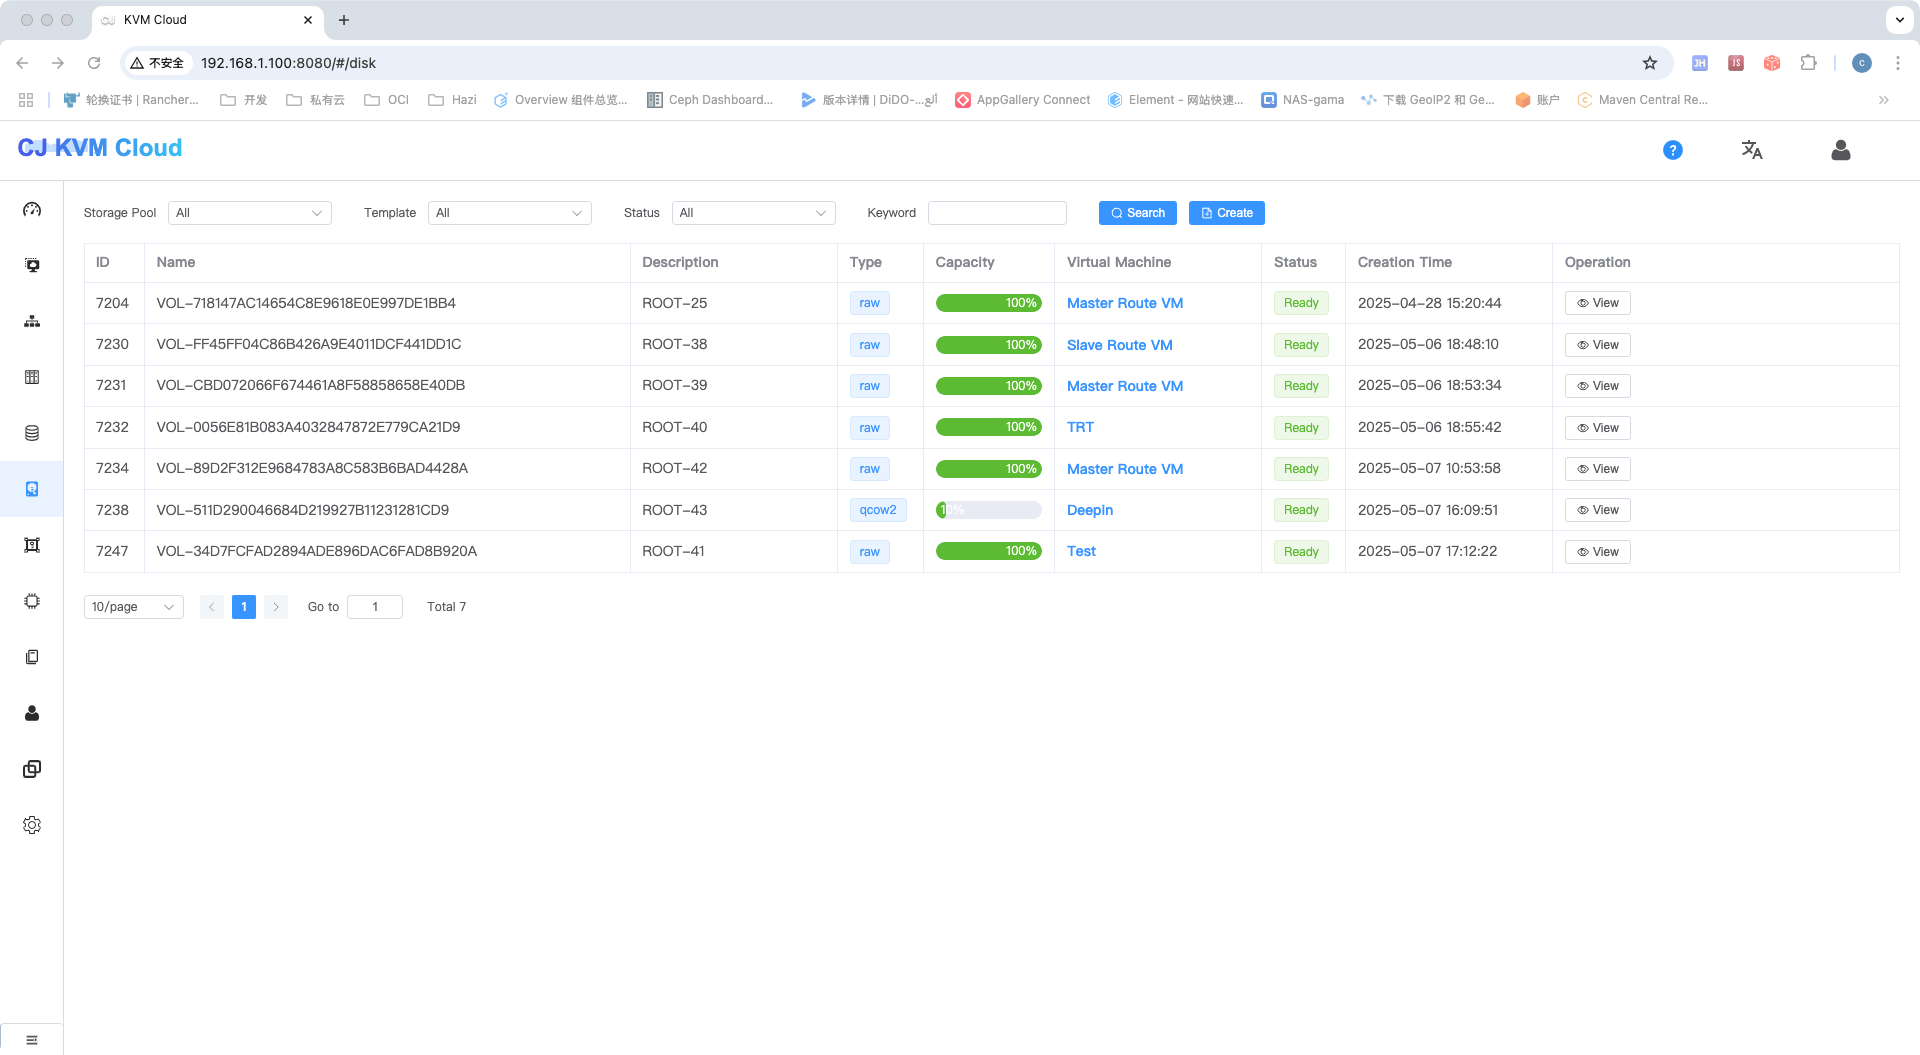 KVM Cloud
不安全 192.168.1.100:8080/#/disk
轮换证书 | Rancher... 开发 私有云 OCI Hazi Overview 组件总览... Ceph Dashboard... 版本详情 | DiDO-...ألع AppGallery Connect Element - 网站快速... NAS-gama 下载 GeoIP2 和 Ge... 账户 Maven Central Re...
CJ KVM Cloud
Storage Pool All Template All Status All Keyword Search Create
ID Name Description Type Capacity Virtual Machine Status Creation Time Operation
7204 VOL-718147AC14654C8E9618E0E997DE1BB4 ROOT-25 raw 100% Master Route VM Ready 2025-04-28 15:20:44 View
7230 VOL-FF45FF04C86B426A9E4011DCF441DD1C ROOT-38 raw 100% Slave Route VM Ready 2025-05-06 18:48:10 View
7231 VOL-CBD072066F674461A8F58858658E40DB ROOT-39 raw 100% Master Route VM Ready 2025-05-06 18:53:34 View
7232 VOL-0056E81B083A4032847872E779CA21D9 ROOT-40 raw 100% TRT Ready 2025-05-06 18:55:42 View
7234 VOL-89D2F312E9684783A8C583B6BAD4428A ROOT-42 raw 100% Master Route VM Ready 2025-05-07 10:53:58 View
7238 VOL-511D290046684D219927B11231281CD9 ROOT-43 qcow2 10% Deepin Ready 2025-05-07 16:09:51 View
7247 VOL-34D7FCFAD2894ADE896DAC6FAD8B920A ROOT-41 raw 100% Test Ready 2025-05-07 17:12:22 View
10/page 1 Go to 1 Total 7